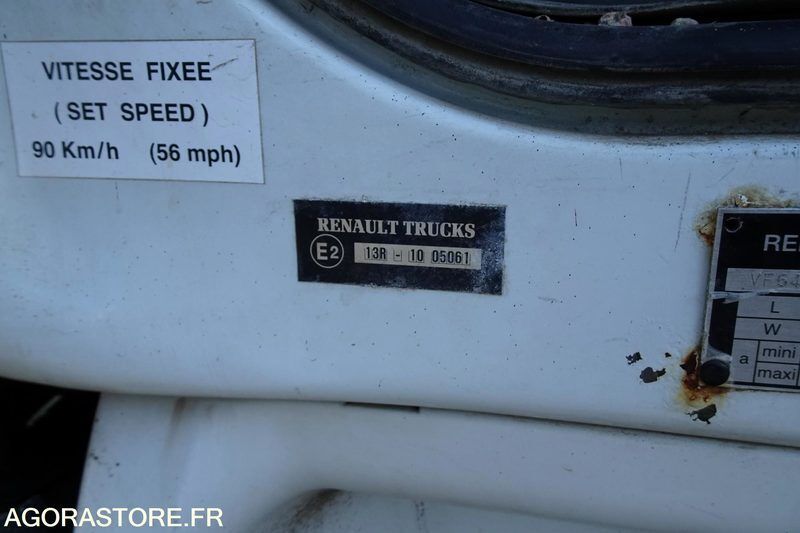 VITESSE FIXEE
(SET SPEED)
90 Km/h (56 mph)
RENAULT TRUCKS
E2 13R - 10 05061
L
W
a mini
maxi
AGORASTORE.FR